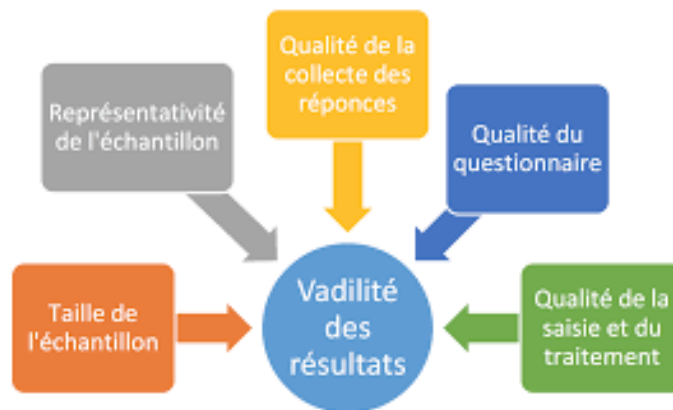 Qualité de la
collecte des
réponces
Représentativité
de l'échantillon
Qualité du
questionnaire
Taille de
l'échantillon
Vadilité
des
résultats
Qualité de la
saisie et du
traitement